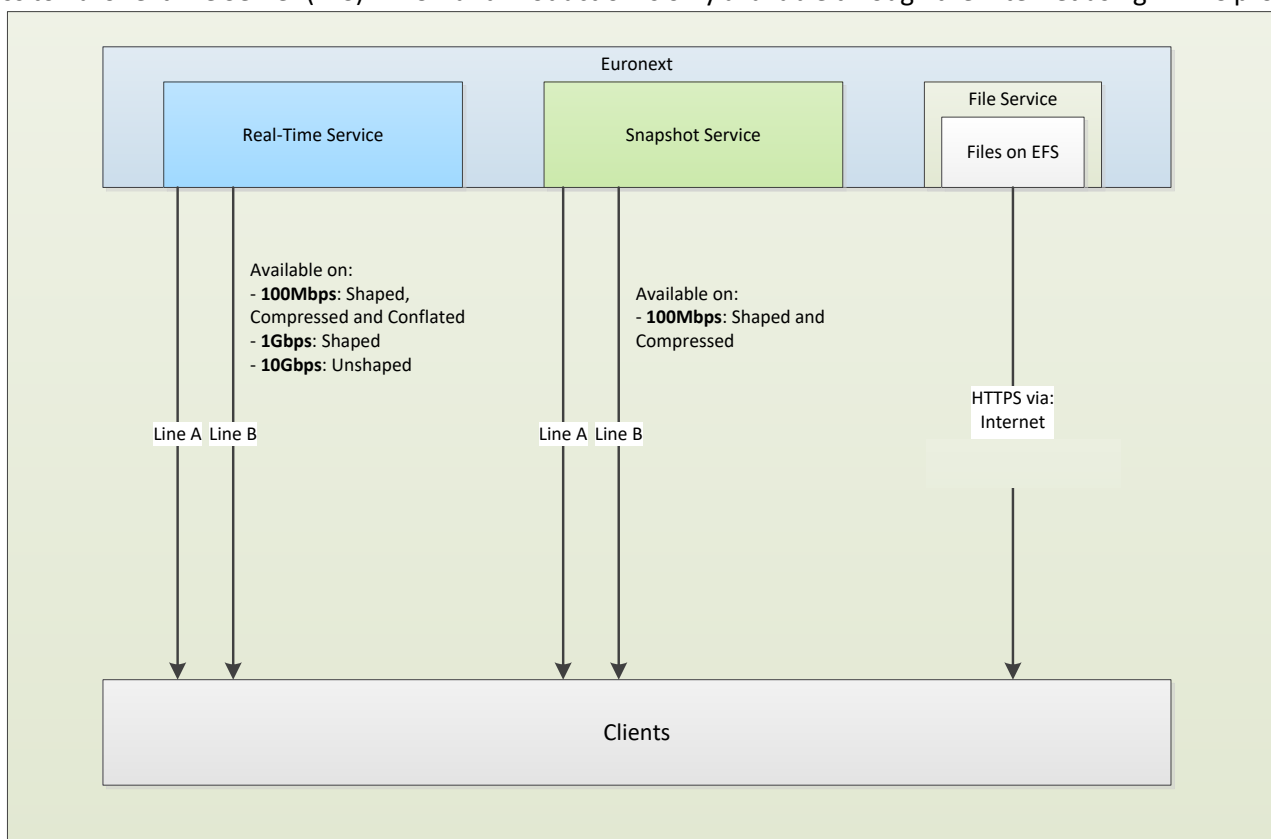 Euronext
Real-Time Service
Snapshot Service
File Service
Files on EFS
Available on:
- 100Mbps: Shaped,
Compressed and Conflated
- 1Gbps: Shaped
- 10Gbps: Unshaped
Available on:
- 100Mbps: Shaped and
Compressed
HTTPS via:
Internet
Line A
Line B
Line A
Line B
Clients